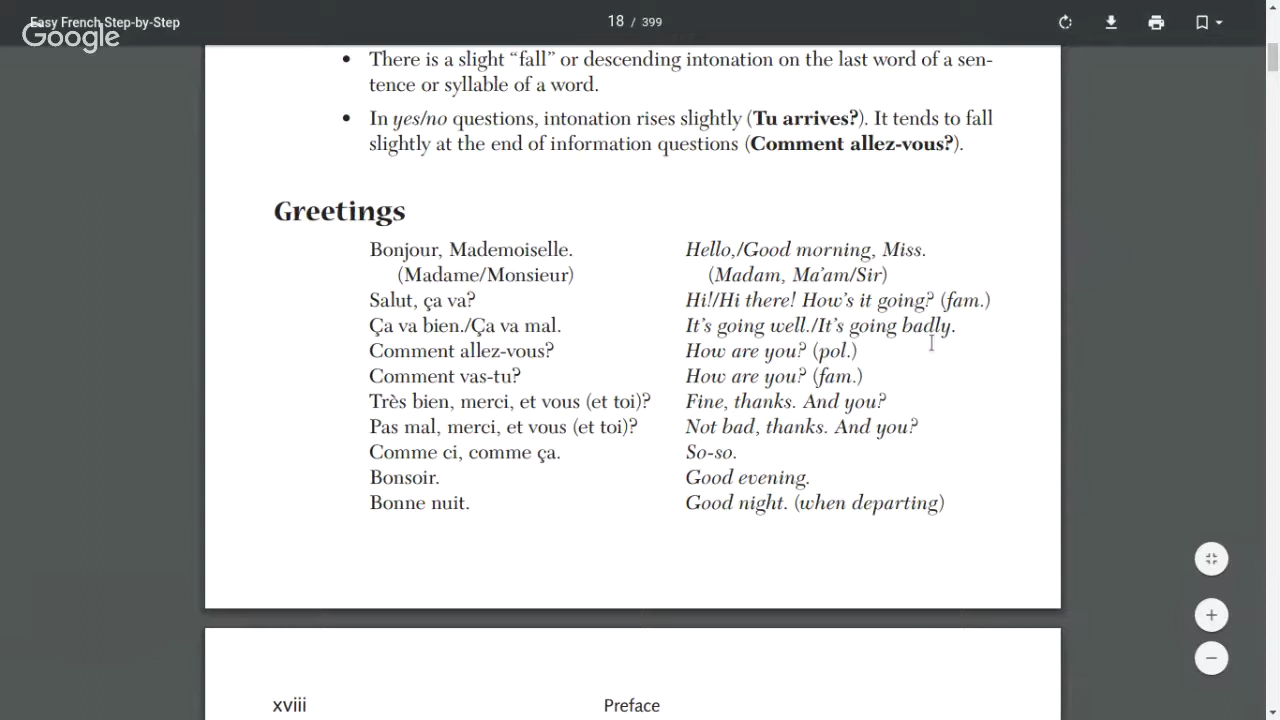 Easy French Step-by-Step
Google
18 / 399
• There is a slight “fall” or descending intonation on the last word of a sen-
tence or syllable of a word.
• In yes/no questions, intonation rises slightly (Tu arrives?). It tends to fall
slightly at the end of information questions (Comment allez-vous?).
Greetings
Bonjour, Mademoiselle. Hello,/Good morning, Miss.
(Madame/Monsieur) (Madam, Ma’am/Sir)
Salut, ça va? Hi!/Hi there! How’s it going? (fam.)
Ça va bien./Ça va mal. It’s going well./It’s going badly.
Comment allez-vous? How are you? (pol.)
Comment vas-tu? How are you? (fam.)
Très bien, merci, et vous (et toi)? Fine, thanks. And you?
Pas mal, merci, et vous (et toi)? Not bad, thanks. And you?
Comme ci, comme ça. So-so.
Bonsoir. Good evening.
Bonne nuit. Good night. (when departing)
xviii Preface